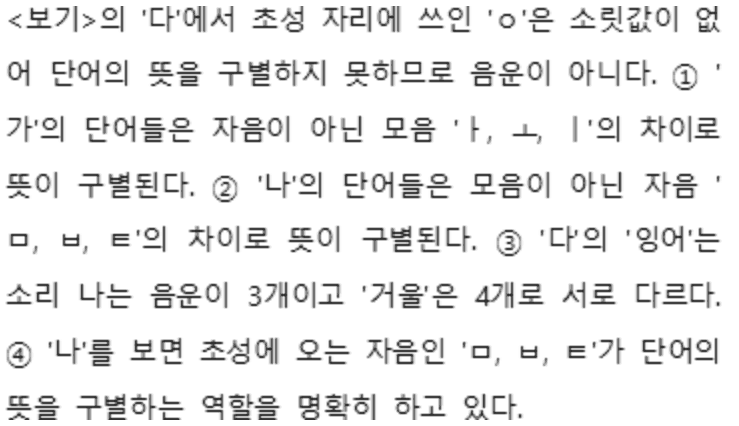 <보기>의 '다'에서 초성 자리에 쓰인 'ㅇ'은 소릿값이 없
어 단어의 뜻을 구별하지 못하므로 음운이 아니다. ① '
가'의 단어들은 자음이 아닌 모음 'ㅏ, ㅗ, ㅣ'의 차이로
뜻이 구별된다. ② '나'의 단어들은 모음이 아닌 자음 '
ㅁ, ㅂ, ㅌ'의 차이로 뜻이 구별된다. ③ '다'의 '잉어'는
소리 나는 음운이 3개이고 '거울'은 4개로 서로 다르다.
④ '나'를 보면 초성에 오는 자음인 'ㅁ, ㅂ, ㅌ'가 단어의
뜻을 구별하는 역할을 명확히 하고 있다.